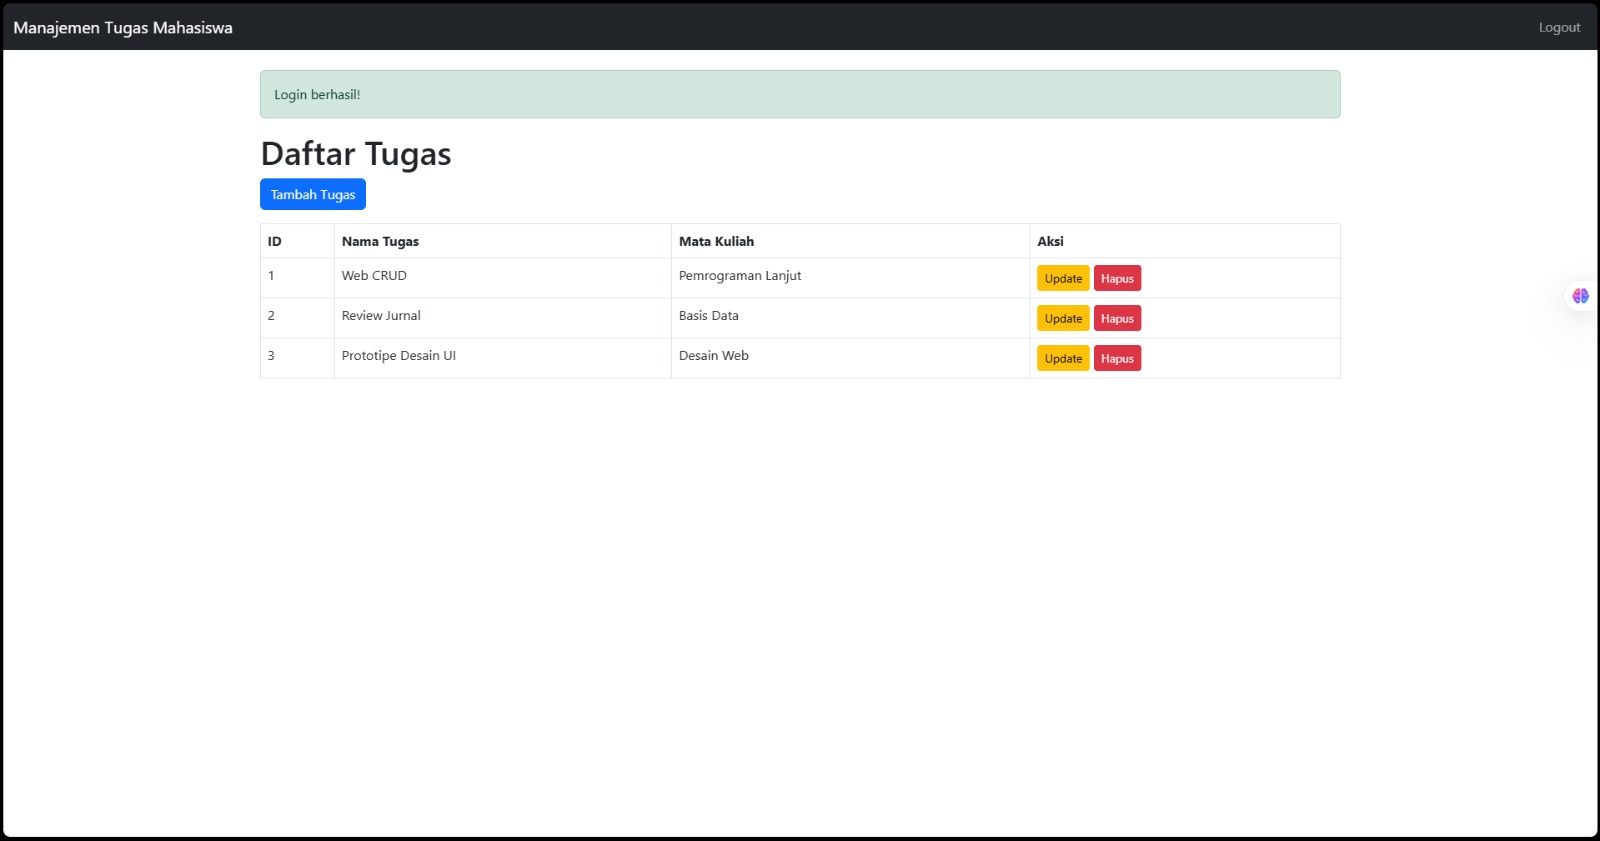 Manajemen Tugas Mahasiswa Logout
Login berhasil!
Daftar Tugas
Tambah Tugas
ID Nama Tugas Mata Kuliah Aksi
1 Web CRUD Pemrograman Lanjut Update Hapus
2 Review Jurnal Basis Data Update Hapus
3 Prototipe Desain UI Desain Web Update Hapus